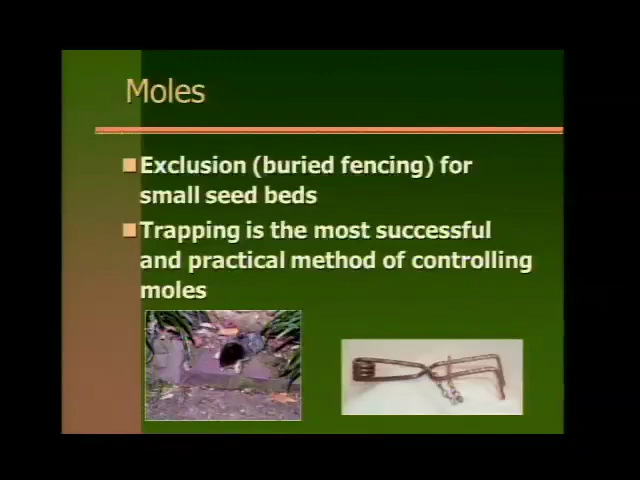 Moles
Exclusion (buried fencing) for
small seed beds
Trapping is the most successful
and practical method of controlling
moles